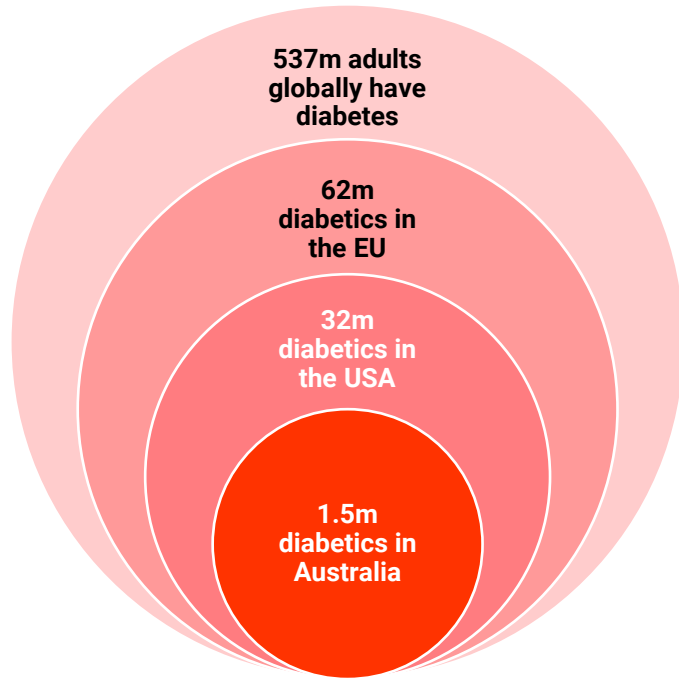 537m adults
globally have
diabetes
62m
diabetics in
the EU
32m
diabetics in
the USA
1.5m
diabetics in
Australia